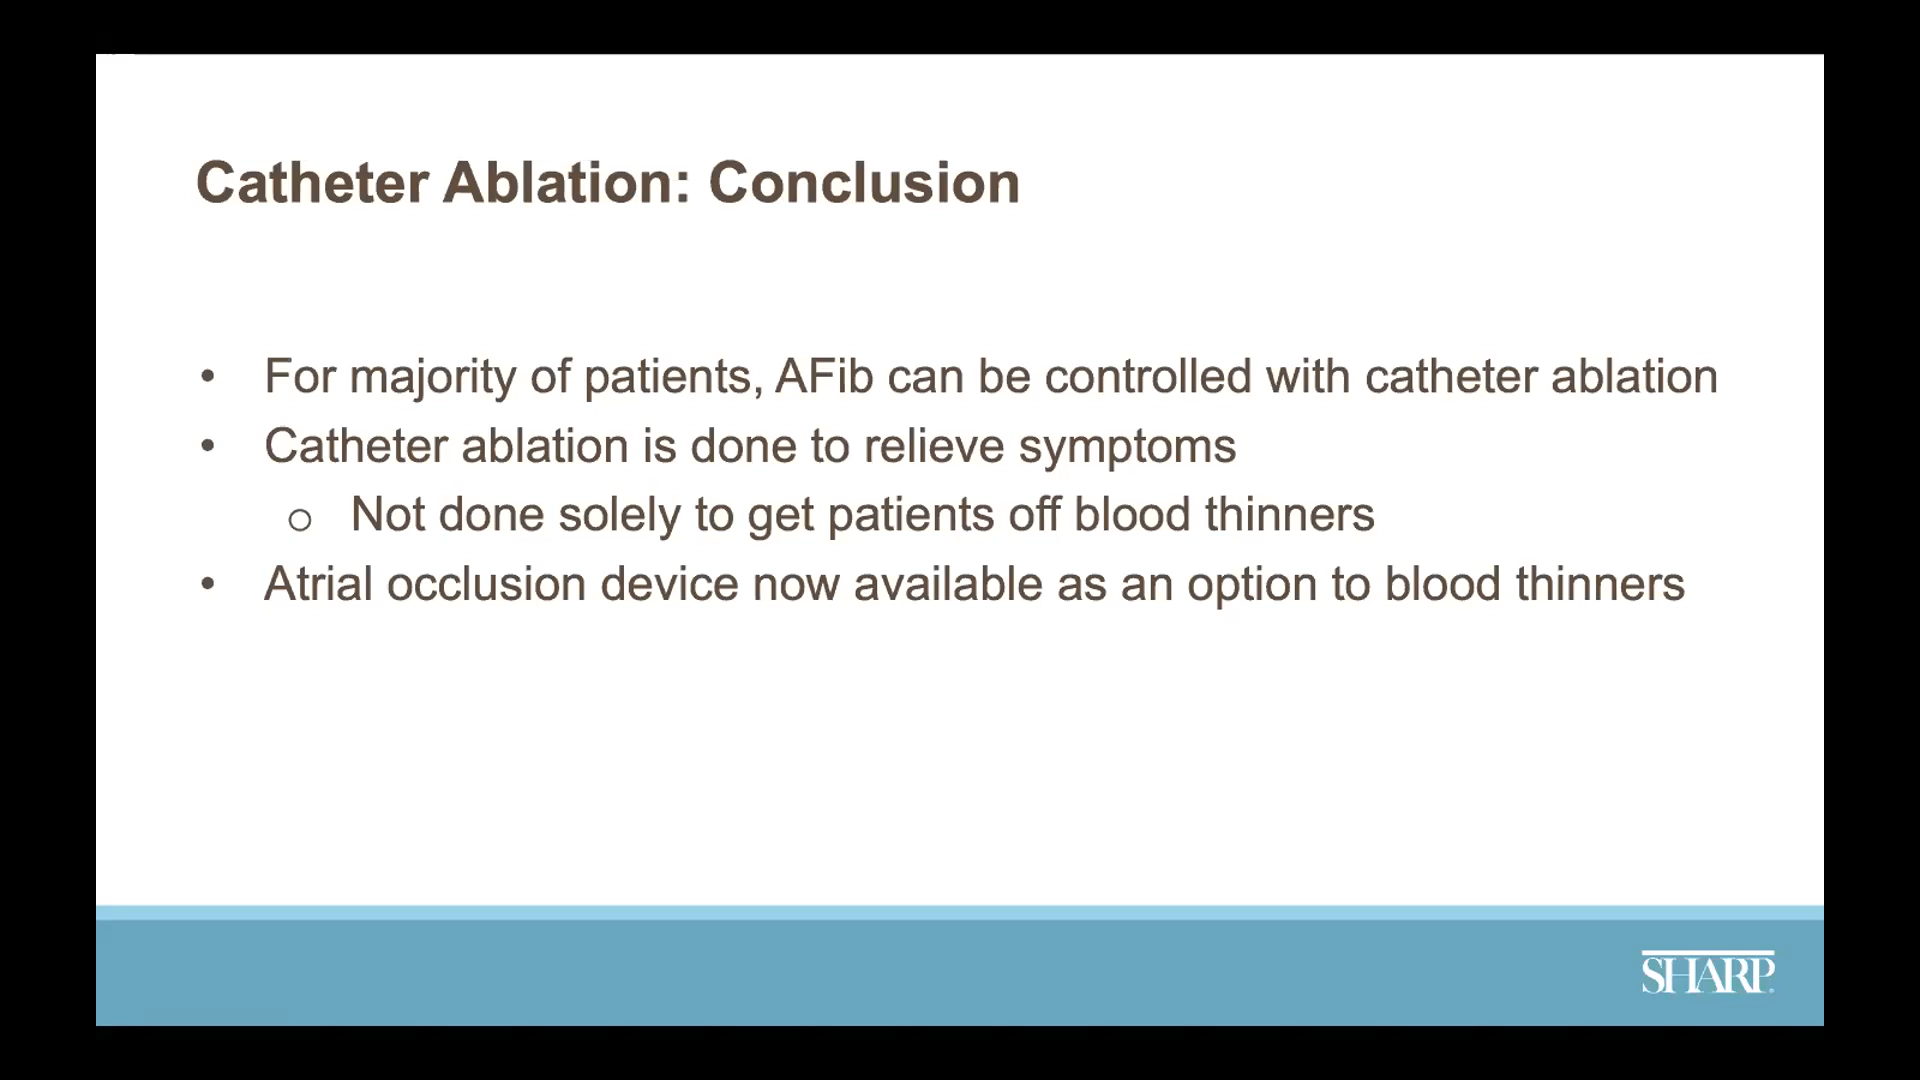 Catheter Ablation: Conclusion
• For majority of patients, AFib can be controlled with catheter ablation
• Catheter ablation is done to relieve symptoms
o Not done solely to get patients off blood thinners
• Atrial occlusion device now available as an option to blood thinners
SHARP